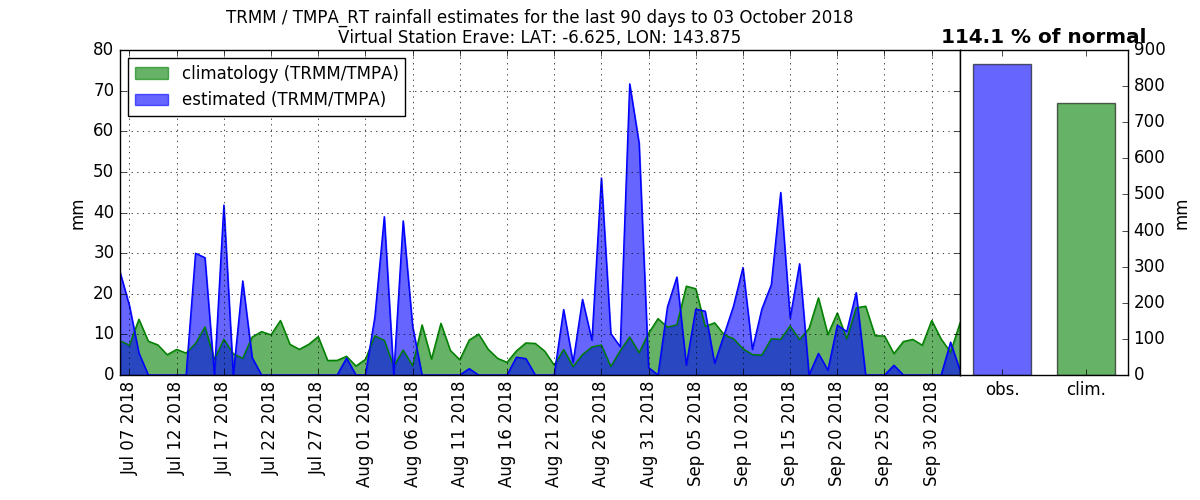 TRMM / TMPA_RT rainfall estimates for the last 90 days to 03 October 2018
Virtual Station Erave: LAT: -6.625, LON: 143.875
114.1 % of normal
climatology (TRMM/TMPA)
estimated (TRMM/TMPA)
mm
80
70
60
50
40
30
20
10
0
Jul 07 2018
Jul 12 2018
Jul 17 2018
Jul 22 2018
Jul 27 2018
Aug 01 2018
Aug 06 2018
Aug 11 2018
Aug 16 2018
Aug 21 2018
Aug 26 2018
Aug 31 2018
Sep 05 2018
Sep 10 2018
Sep 15 2018
Sep 20 2018
Sep 25 2018
Sep 30 2018
obs.
clim.
900
800
700
600
500
400
300
200
100
0
mm